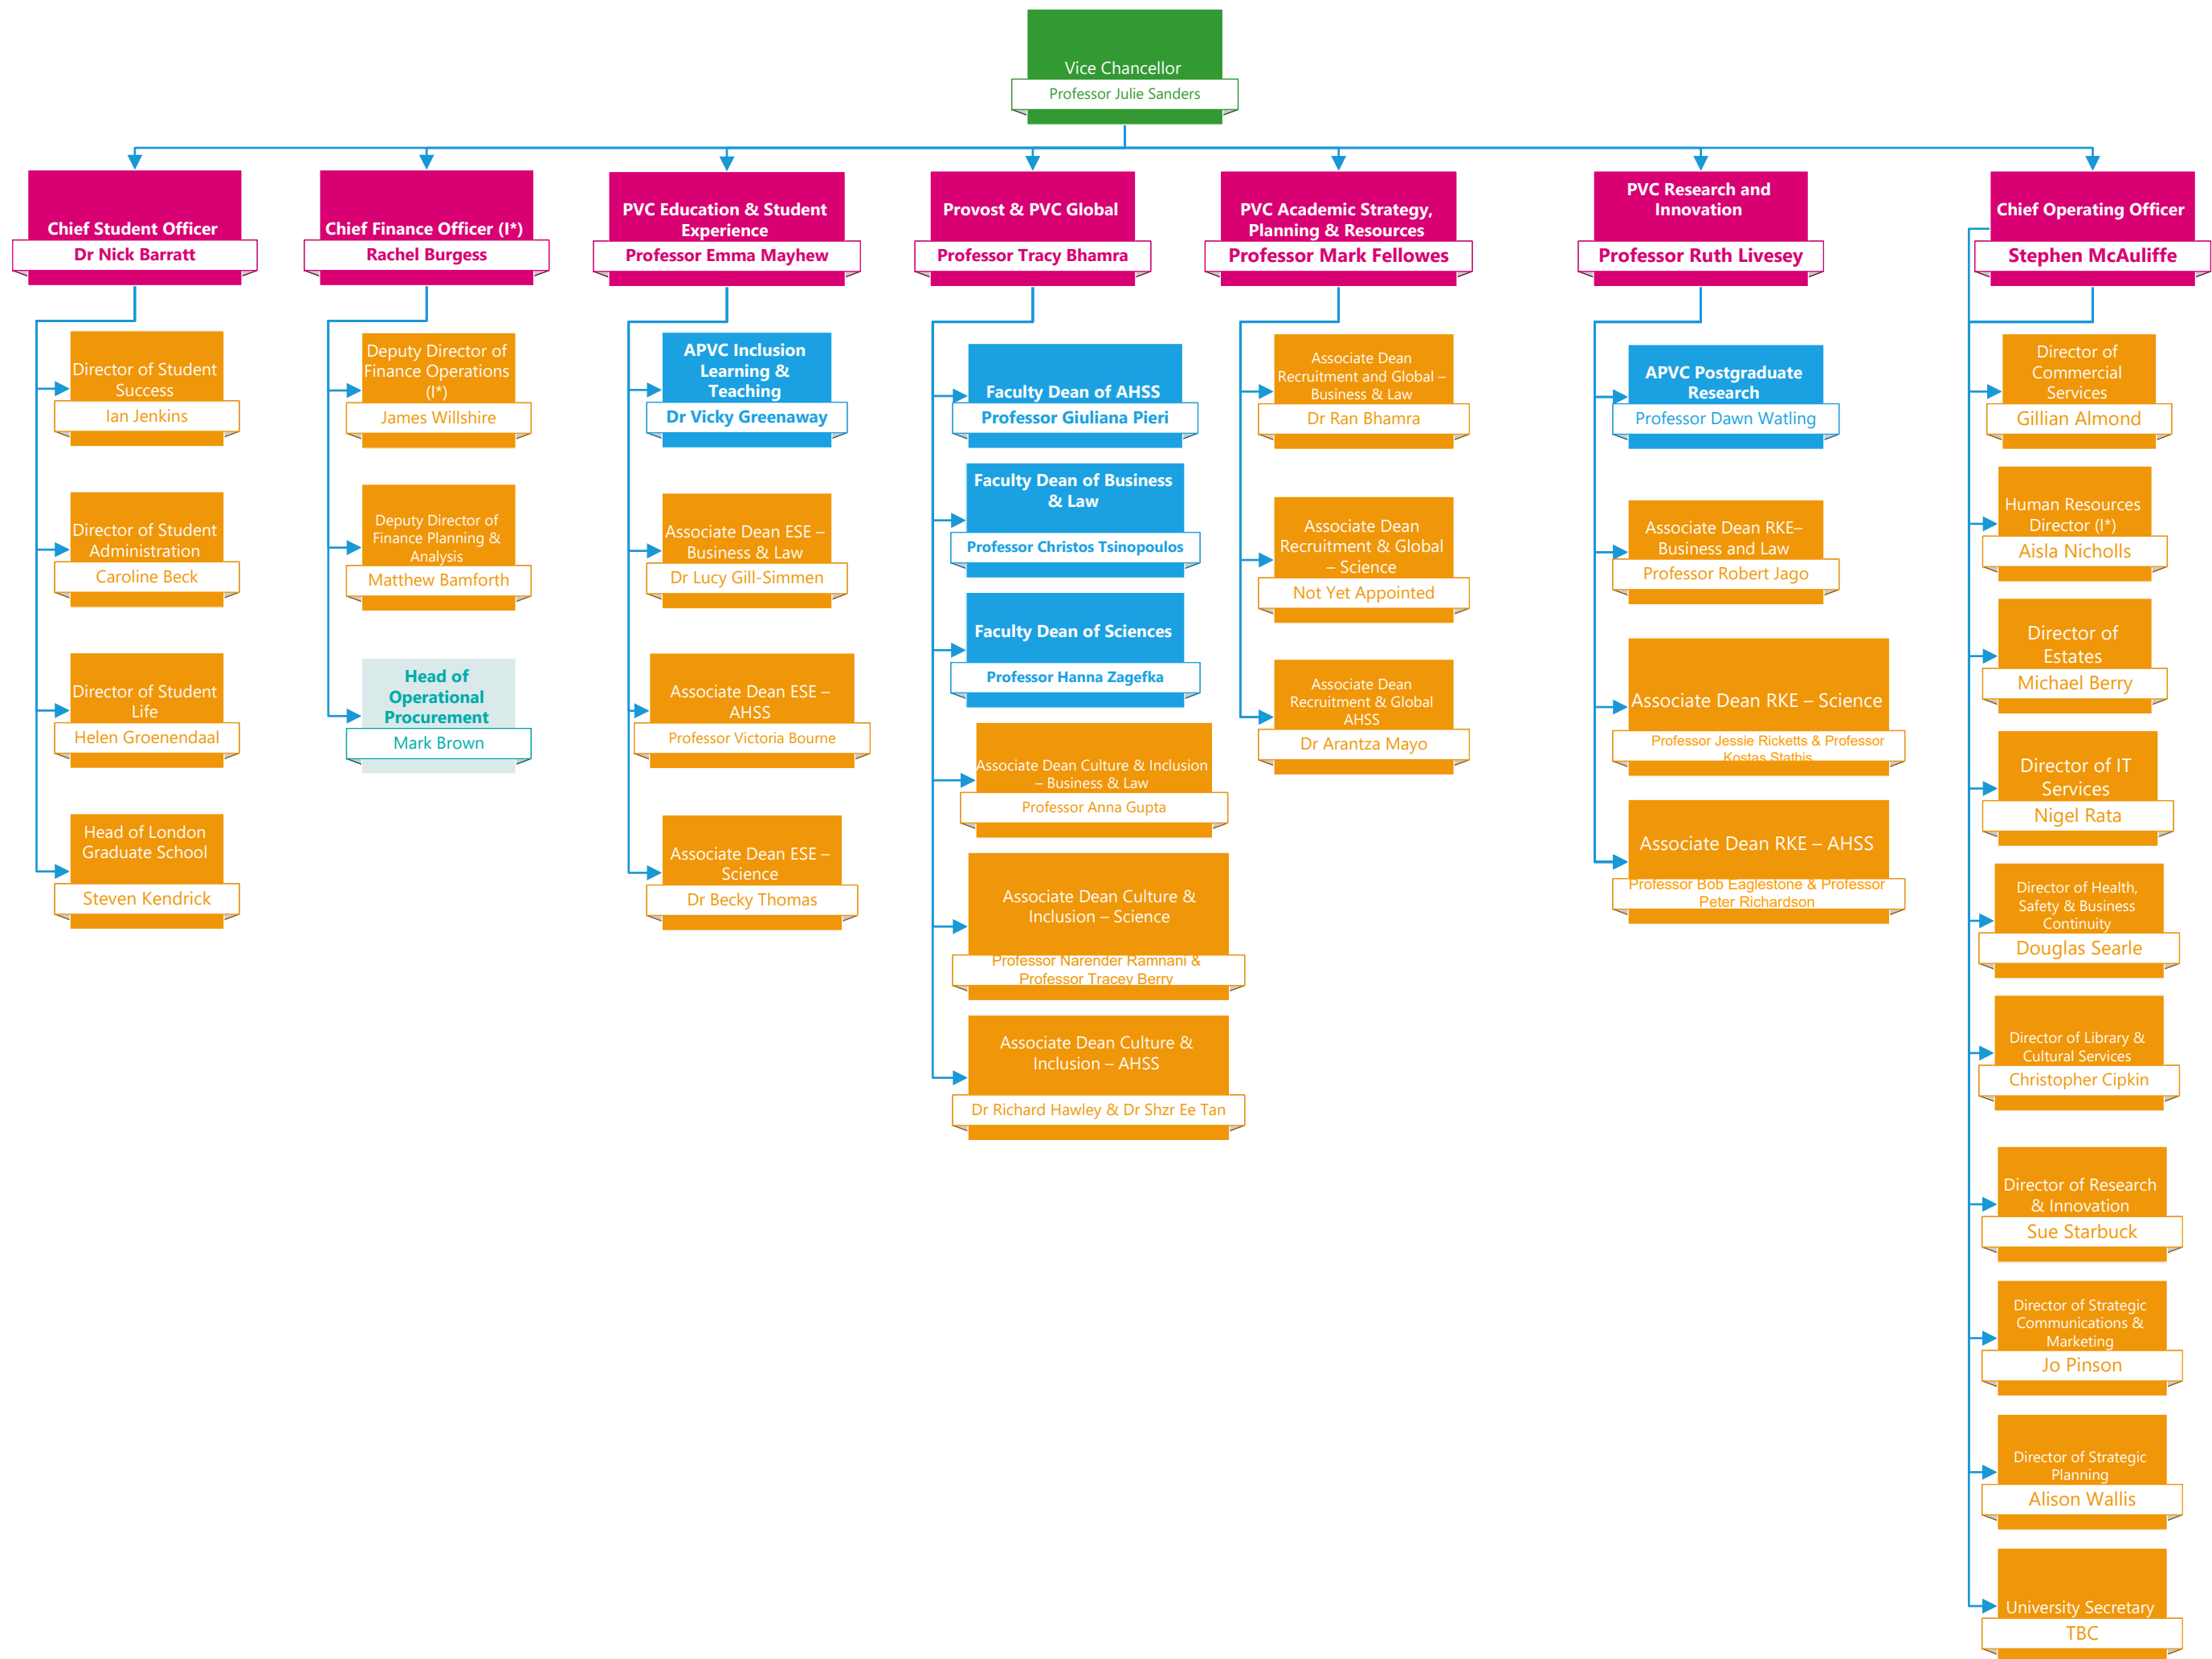 Vice Chancellor
Professor Julie Sanders
Chief Student Officer
Dr Nick Barratt
Director of Student
Success
Ian Jenkins
Director of Student
Administration
Caroline Beck
Director of Student
Life
Helen Groenendaal
Head of London
Graduate School
Steven Kendrick
Chief Finance Officer (I*)
Rachel Burgess
Deputy Director of
Finance Operations
(I*)
James Willshire
Deputy Director of
Finance Planning &
Analysis
Matthew Bamforth
Head of
Operational
Procurement
Mark Brown
PVC Education & Student
Experience
Professor Emma Mayhew
APVC Inclusion
Learning &
Teaching
Dr Vicky Greenaway
Associate Dean ESE –
Business & Law
Dr Lucy Gill-Simmen
Associate Dean ESE –
AHSS
Professor Victoria Bourne
Associate Dean ESE –
Science
Dr Becky Thomas
Provost & PVC Global
Professor Tracy Bhamra
Faculty Dean of AHSS
Professor Giuliana Pieri
Faculty Dean of Business
& Law
Professor Christos Tsinopoulos
Faculty Dean of Sciences
Professor Hanna Zagefka
Associate Dean Culture & Inclusion
– Business & Law
Professor Anna Gupta
Associate Dean Culture &
Inclusion – Science
Professor Narender Ramnani &
Professor Tracey Berry
Associate Dean Culture &
Inclusion – AHSS
Dr Richard Hawley & Dr Shzr Ee Tan
PVC Academic Strategy,
Planning & Resources
Professor Mark Fellowes
Associate Dean
Recruitment and Global –
Business & Law
Dr Ran Bhamra
Associate Dean
Recruitment & Global
– Science
Not Yet Appointed
Associate Dean
Recruitment & Global
AHSS
Dr Arantza Mayo
PVC Research and
Innovation
Professor Ruth Livesey
APVC Postgraduate
Research
Professor Dawn Watling
Associate Dean RKE–
Business and Law
Professor Robert Jago
Associate Dean RKE – Science
Professor Jessie Ricketts & Professor
Kostas Stathis
Associate Dean RKE – AHSS
Professor Bob Eaglestone & Professor
Peter Richardson
Chief Operating Officer
Stephen McAuliffe
Director of
Commercial
Services
Gillian Almond
Human Resources
Director (I*)
Aisla Nicholls
Director of
Estates
Michael Berry
Director of IT
Services
Nigel Rata
Director of Health,
Safety & Business
Continuity
Douglas Searle
Director of Library &
Cultural Services
Christopher Cipkin
Director of Research
& Innovation
Sue Starbuck
Director of Strategic
Communications &
Marketing
Jo Pinson
Director of Strategic
Planning
Alison Wallis
University Secretary
TBC